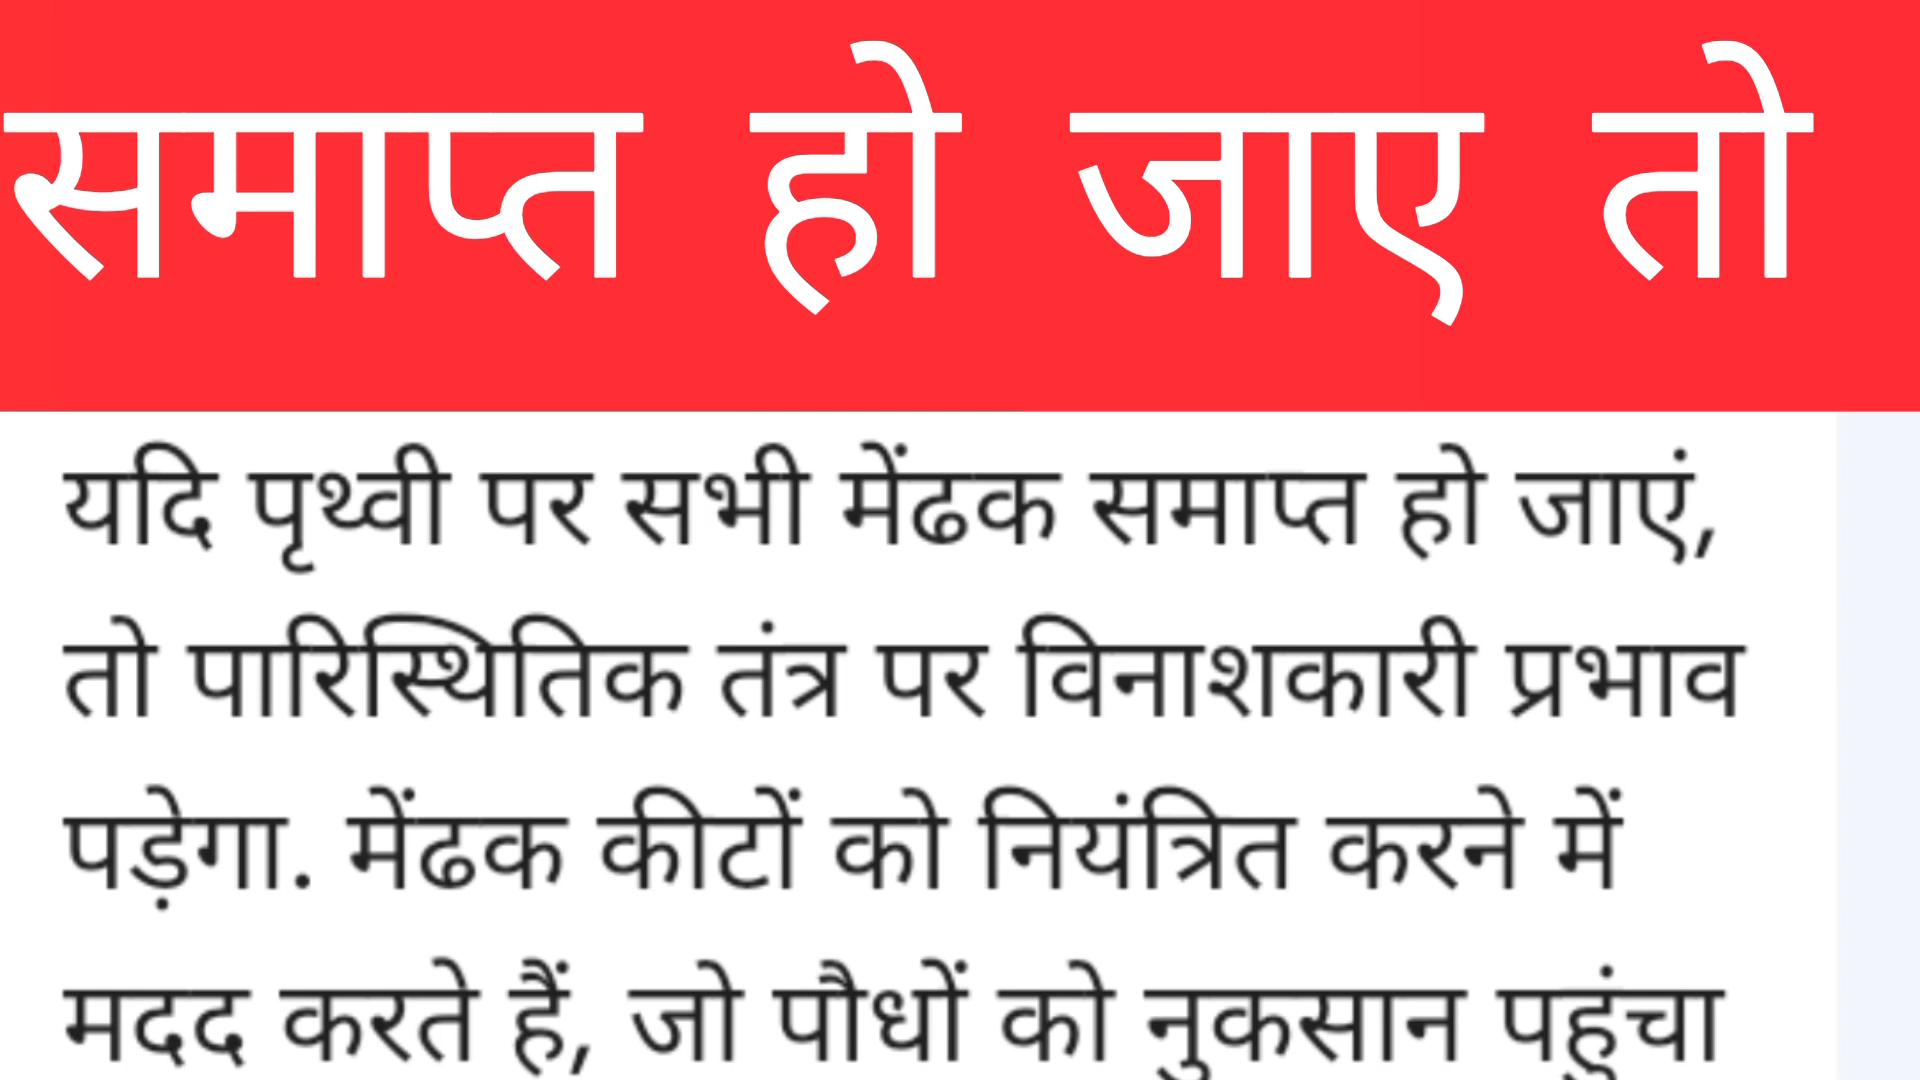 समाप्त हो जाए तो
यदि पृथ्वी पर सभी मेंढक समाप्त हो जाएं,
तो पारिस्थितिक तंत्र पर विनाशकारी प्रभाव
पड़ेगा. मेंढक कीटों को नियंत्रित करने में
मदद करते हैं, जो पौधों को नुकसान पहुंचा